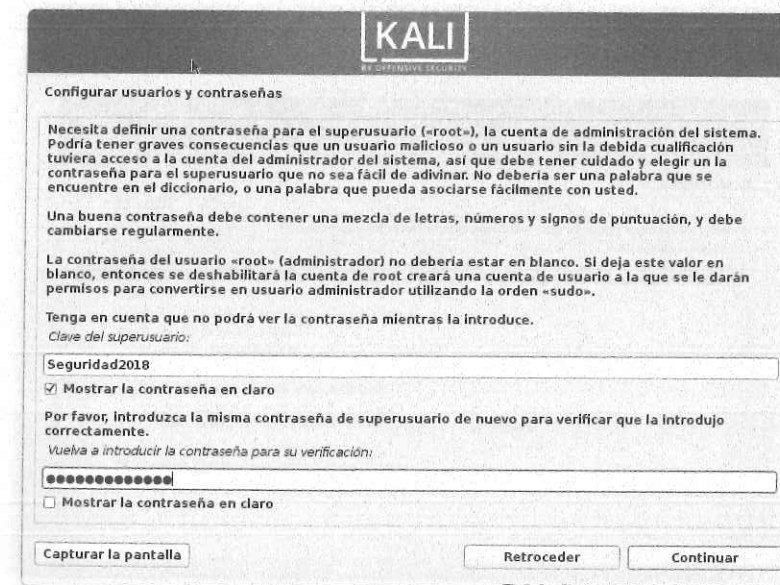 KALI
BY OFFENSIVE SECURITY
Configurar usuarios y contraseñas
Necesita definir una contraseña para el superusuario («root»), la cuenta de administración del sistema.
Podría tener graves consecuencias que un usuario malicioso o un usuario sin la debida cualificación
tuviera acceso a la cuenta del administrador del sistema, así que debe tener cuidado y elegir un la
contraseña para el superusuario que no sea fácil de adivinar. No debería ser una palabra que se
encuentre en el diccionario, o una palabra que pueda asociarse fácilmente con usted.
Una buena contraseña debe contener una mezcla de letras, números y signos de puntuación, y debe
cambiarse regularmente.
La contraseña del usuario «root» (administrador) no debería estar en blanco. Si deja este valor en
blanco, entonces se deshabilitará la cuenta de root creará una cuenta de usuario a la que se le darán
permisos para convertirse en usuario administrador utilizando la orden «sudo».
Tenga en cuenta que no podrá ver la contraseña mientras la introduce.
Clave del superusuario:
Seguridad2018
Mostrar la contraseña en claro
Por favor, introduzca la misma contraseña de superusuario de nuevo para verificar que la introdujo
correctamente.
Vuelva a introducir la contraseña para su verificación:
●●●●●●●●●●●●●
Mostrar la contraseña en claro
Capturar la pantalla
Retroceder
Continuar